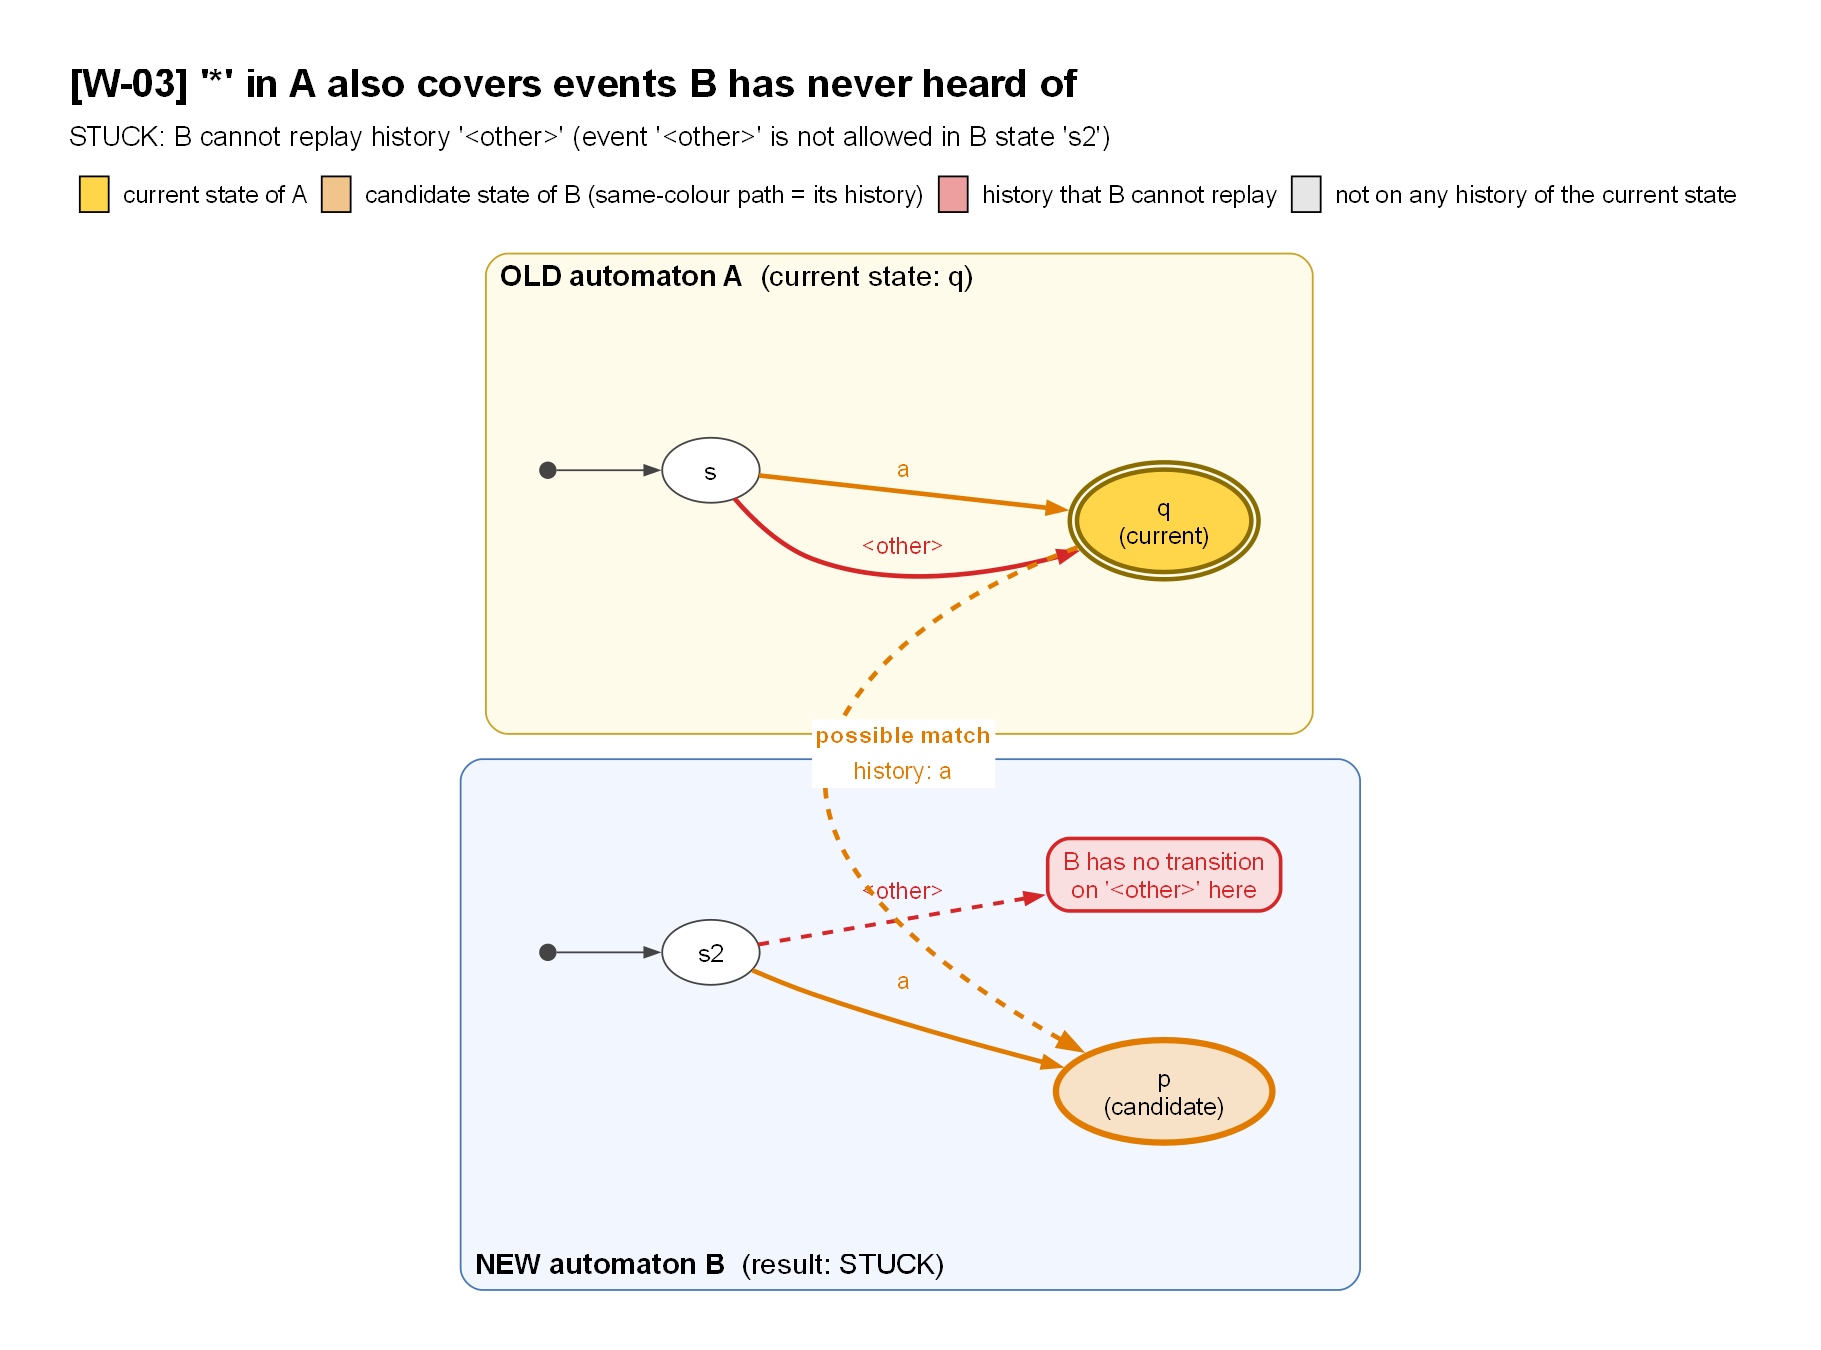 [W-03] '*' in A also covers events B has never heard of
STUCK: B cannot replay history '<other>' (event '<other>' is not allowed in B state 's2')
current state of A
candidate state of B (same-colour path = its history)
history that B cannot replay
not on any history of the current state
OLD automaton A (current state: q)
s
a
<other>
q
(current)
possible match
history: a
<other>
B has no transition
on '<other>' here
s2
a
p
(candidate)
NEW automaton B (result: STUCK)